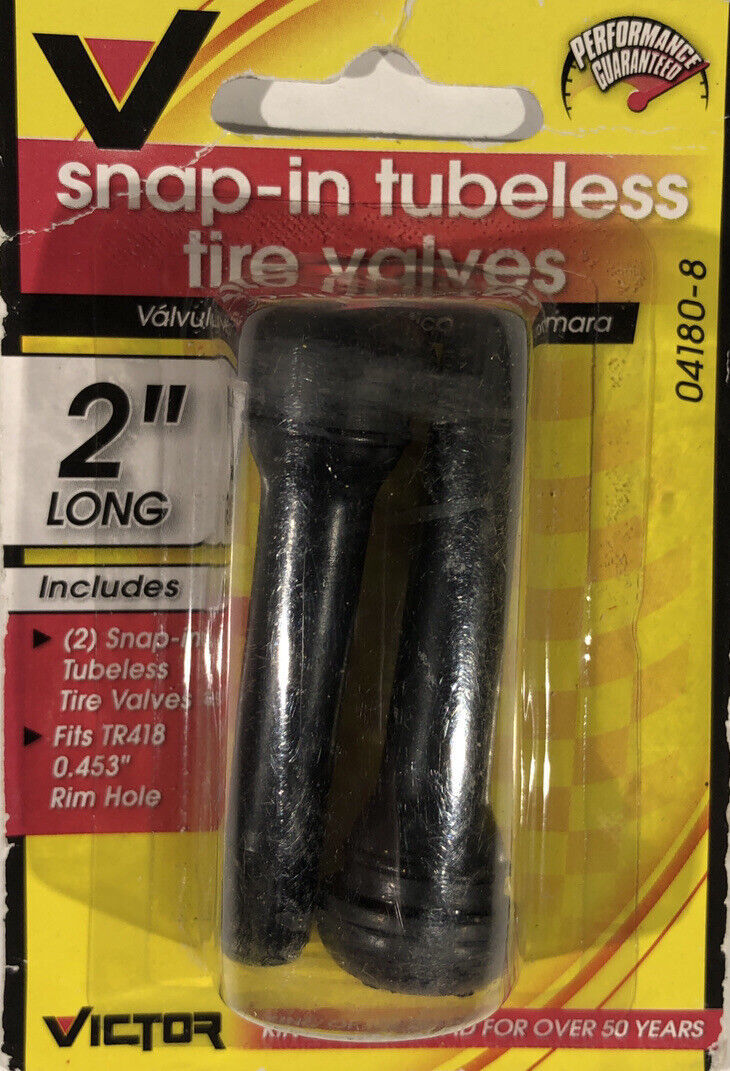 PERFORMANCE
GUARANTEED
snap-in tubeless
tire valves
04180-8
2"
LONG
Includes
(2) Snap-in
Tubeless
Tire Valves
Fits TR418
0.453"
Rim Hole
VICTOR
FOR OVER 50 YEARS